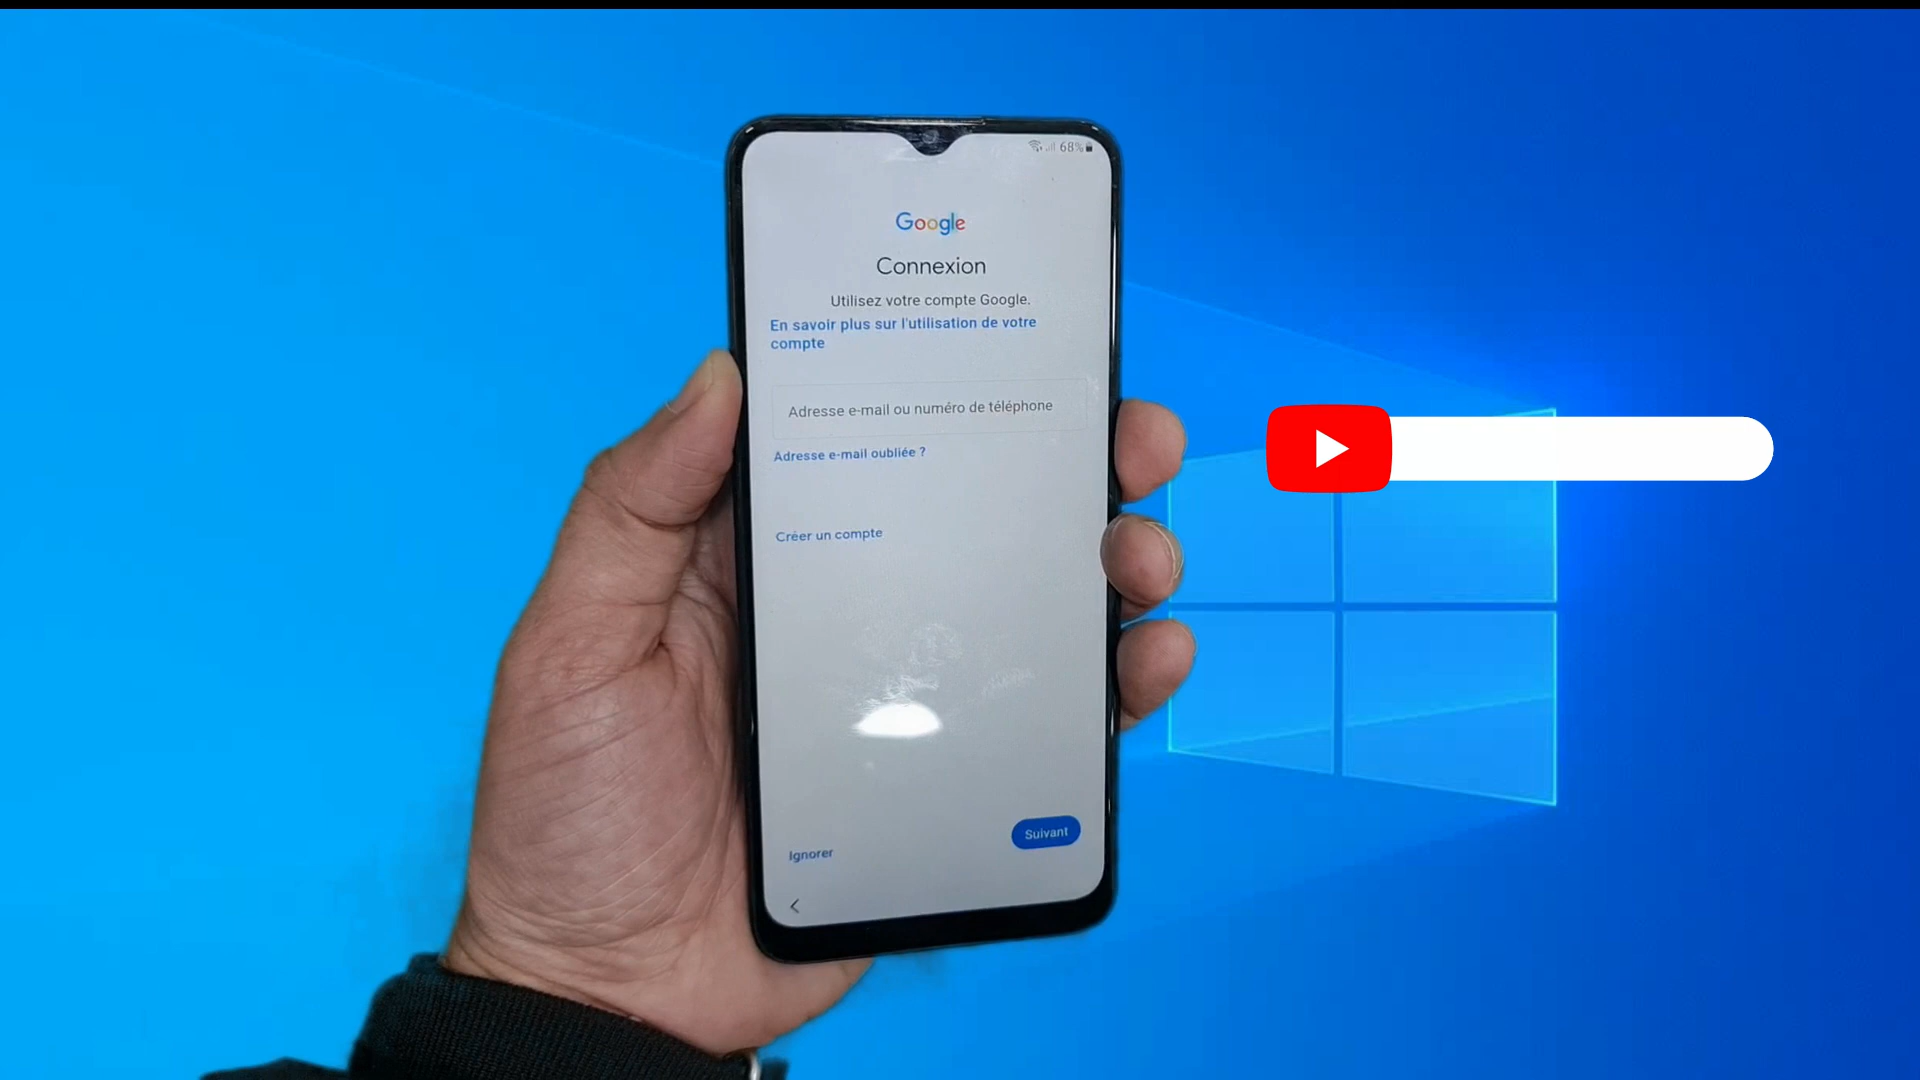 68%
Google
Connexion
Utilisez votre compte Google.
En savoir plus sur l'utilisation de votre
compte
Adresse e-mail ou numéro de téléphone
Adresse e-mail oubliée ?
Créer un compte
Suivant
Ignorer